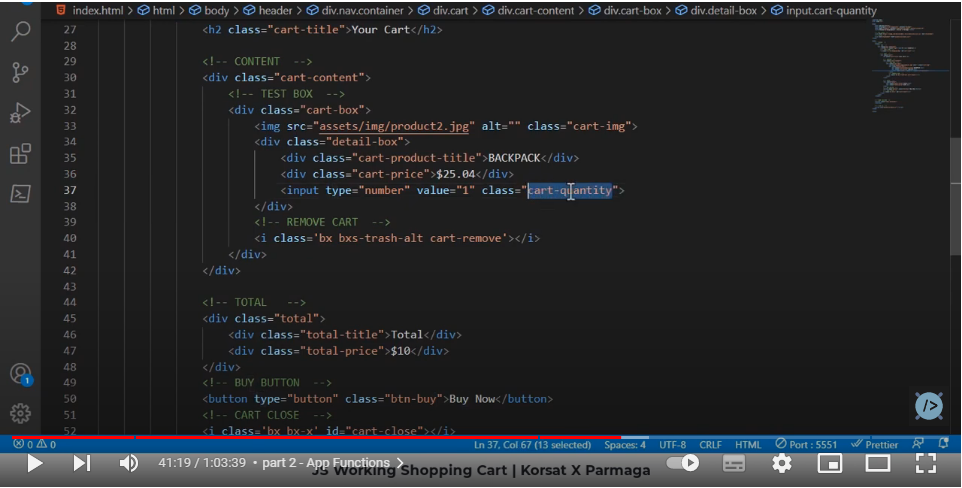 index.html > html > body > header > div.nav.container > div.cart > div.cart-content > div.cart-box > div.detail-box > input.cart-quantity
27 <h2 class="cart-title">Your Cart</h2>
28
29 <!-- CONTENT -->
30 <div class="cart-content">
31 <!-- TEST BOX -->
32 <div class="cart-box">
33 <img src="assets/img/product2.jpg" alt="" class="cart-img">
34 <div class="detail-box">
35 <div class="cart-product-title">BACKPACK</div>
36 <div class="cart-price">$25.04</div>
37 <input type="number" value="1" class="cart-quantity">
38 </div>
39 <!-- REMOVE CART -->
40 <i class='bx bxs-trash-alt cart-remove'></i>
41 </div>
42 </div>
43
44 <!-- TOTAL -->
45 <div class="total">
46 <div class="total-title">Total</div>
47 <div class="total-price">$10</div>
48 </div>
49 <!-- BUY BUTTON -->
50 <button type="button" class="btn-buy">Buy Now</button>
51 <!-- CART CLOSE -->
52 <i class='bx bx-x' id="cart-close"></i>
1
</>
0 0 Ln 37, Col 67 (13 selected) Spaces: 4 UTF-8 CRLF HTML Port : 5551 Prettier
41:19 / 1:03:39 • part 2 - App Functions >
JS Working Shopping Cart | Korsat X Parmaga